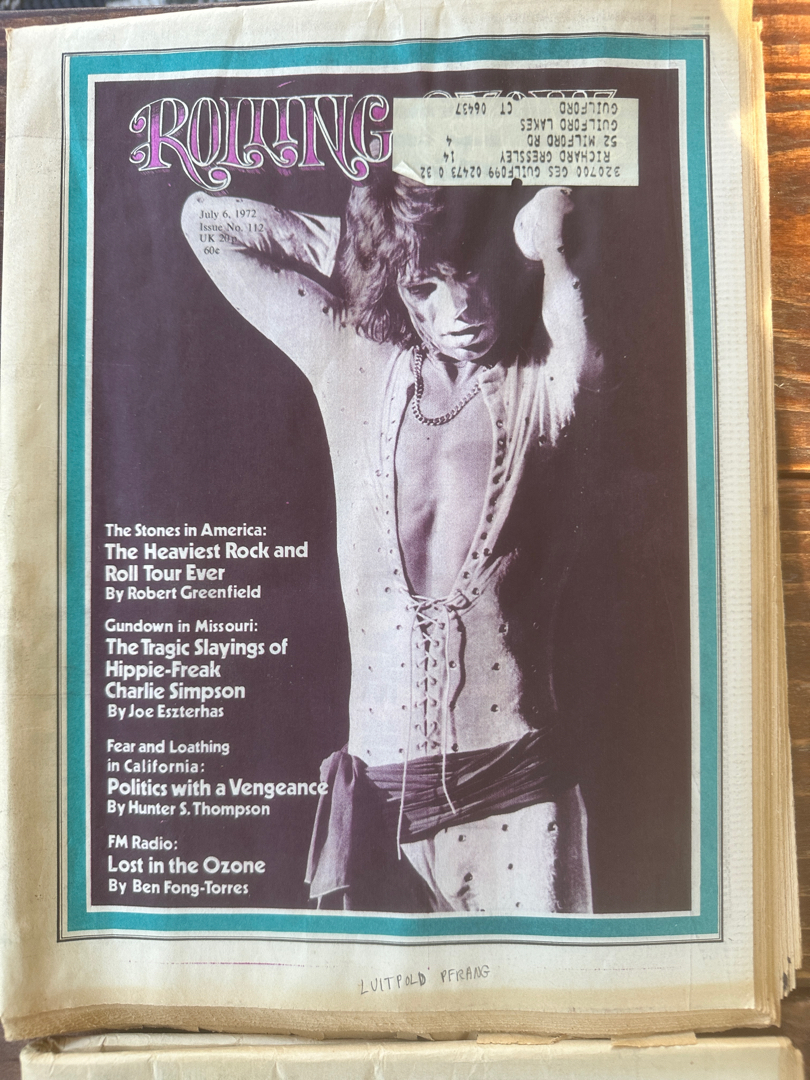 ROLLING
320700 GES GUILF099 02473 0 32
RICHARD GRESSLEY 14
52 MILFORD RD 4
GUILFORD LAKES
GUILFORD CT 06437
July 6, 1972
Issue No. 112
UK 20p
60¢
The Stones in America:
The Heaviest Rock and
Roll Tour Ever
By Robert Greenfield
Gundown in Missouri:
The Tragic Slayings of
Hippie-Freak
Charlie Simpson
By Joe Eszterhas
Fear and Loathing
in California:
Politics with a Vengeance
By Hunter S. Thompson
FM Radio:
Lost in the Ozone
By Ben Fong-Torres
LUITPOLD PFRANG